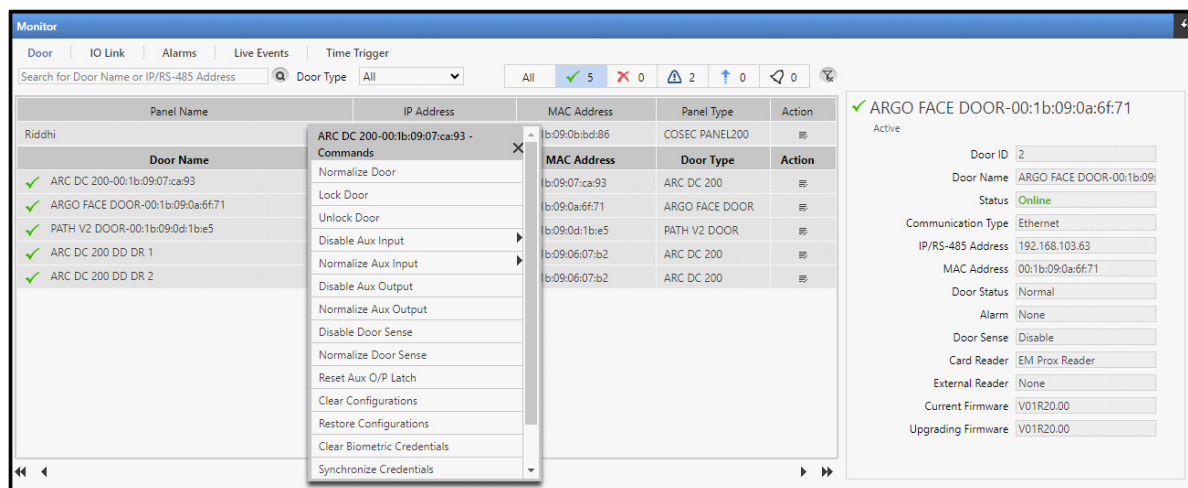 Monitor
Door IO Link Alarms Live Events Time Trigger
Search for Door Name or IP/RS-485 Address Door Type All All 5 0 2 0 0
Panel Name IP Address MAC Address Panel Type Action
Riddhi 1b:09:0b:bd:86 COSEC PANEL200
Door Name MAC Address Door Type Action
ARC DC 200-00:1b:09:07:ca:93 1b:09:07:ca:93 ARC DC 200
ARGO FACE DOOR-00:1b:09:0a:6f:71 1b:09:0a:6f:71 ARGO FACE DOOR
PATH V2 DOOR-00:1b:09:0d:1b:e5 1b:09:0d:1b:e5 PATH V2 DOOR
ARC DC 200 DD DR 1 1b:09:06:07:b2 ARC DC 200
ARC DC 200 DD DR 2 1b:09:06:07:b2 ARC DC 200
ARC DC 200-00:1b:09:07:ca:93 -
Commands
Normalize Door
Lock Door
Unlock Door
Disable Aux Input
Normalize Aux Input
Disable Aux Output
Normalize Aux Output
Disable Door Sense
Normalize Door Sense
Reset Aux O/P Latch
Clear Configurations
Restore Configurations
Clear Biometric Credentials
Synchronize Credentials
ARGO FACE DOOR-00:1b:09:0a:6f:71
Active
Door ID 2
Door Name ARGO FACE DOOR-00:1b:09:
Status Online
Communication Type Ethernet
IP/RS-485 Address 192.168.103.63
MAC Address 00:1b:09:0a:6f:71
Door Status Normal
Alarm None
Door Sense Disable
Card Reader EM Prox Reader
External Reader None
Current Firmware V01R20.00
Upgrading Firmware V01R20.00